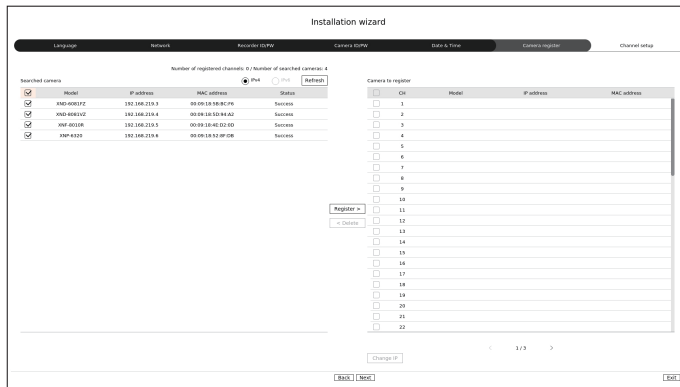 Installation wizard
Language Network Recorder ID/PW Camera ID/PW Date & Time Camera register Channel setup
Number of registered channels: 0 / Number of searched cameras: 4
Searched camera IPv4 IPv6 Refresh Camera to register
Model IP address MAC address Status CH Model IP address MAC address
XND-8081FZ 192.168.219.3 00:09:18:5B:BC:F6 Success 1
XND-8081VZ 192.168.219.4 00:09:18:5D:94:A2 Success 2
XNF-8010R 192.168.219.5 00:09:18:4E:D2:0D Success 3
XNP-6320 192.168.219.6 00:09:18:52:8F:DB Success 4
5
6
7
8
9
10
Register > 11
< Delete 12
13
14
15
16
17
18
19
20
21
22
< 1 / 3 >
Change IP
Back Next Exit